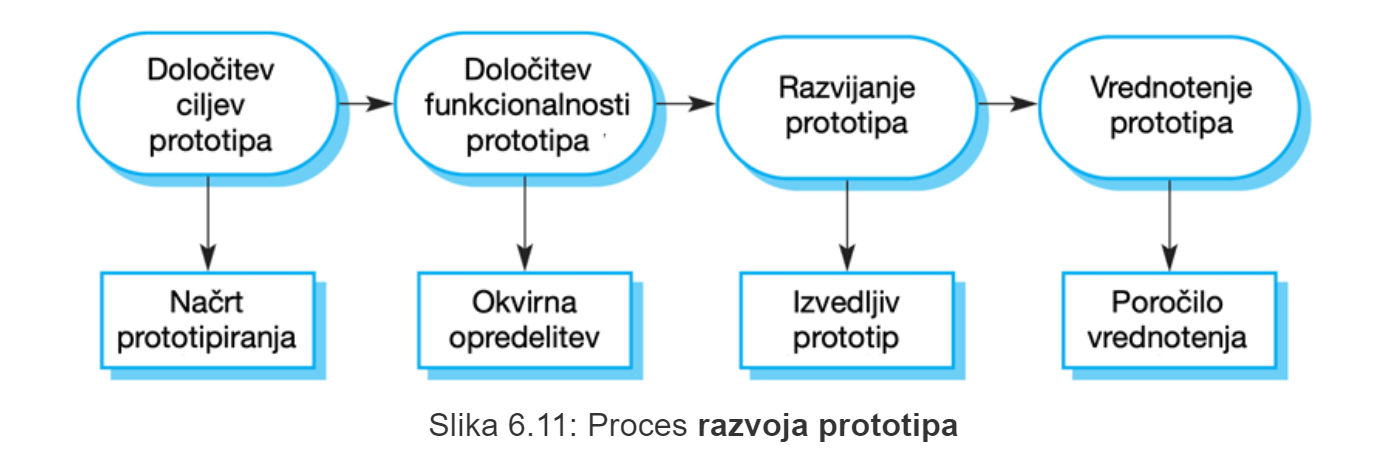 Določitev
ciljev
prototipa
Določitev
funkcionalnosti
prototipa
Razvijanje
prototipa
Vrednotenje
prototipa
Načrt
prototipiranja
Okvirna
opredelitev
Izvedljiv
prototip
Poročilo
vrednotenja
Slika 6.11: Proces razvoja prototipa